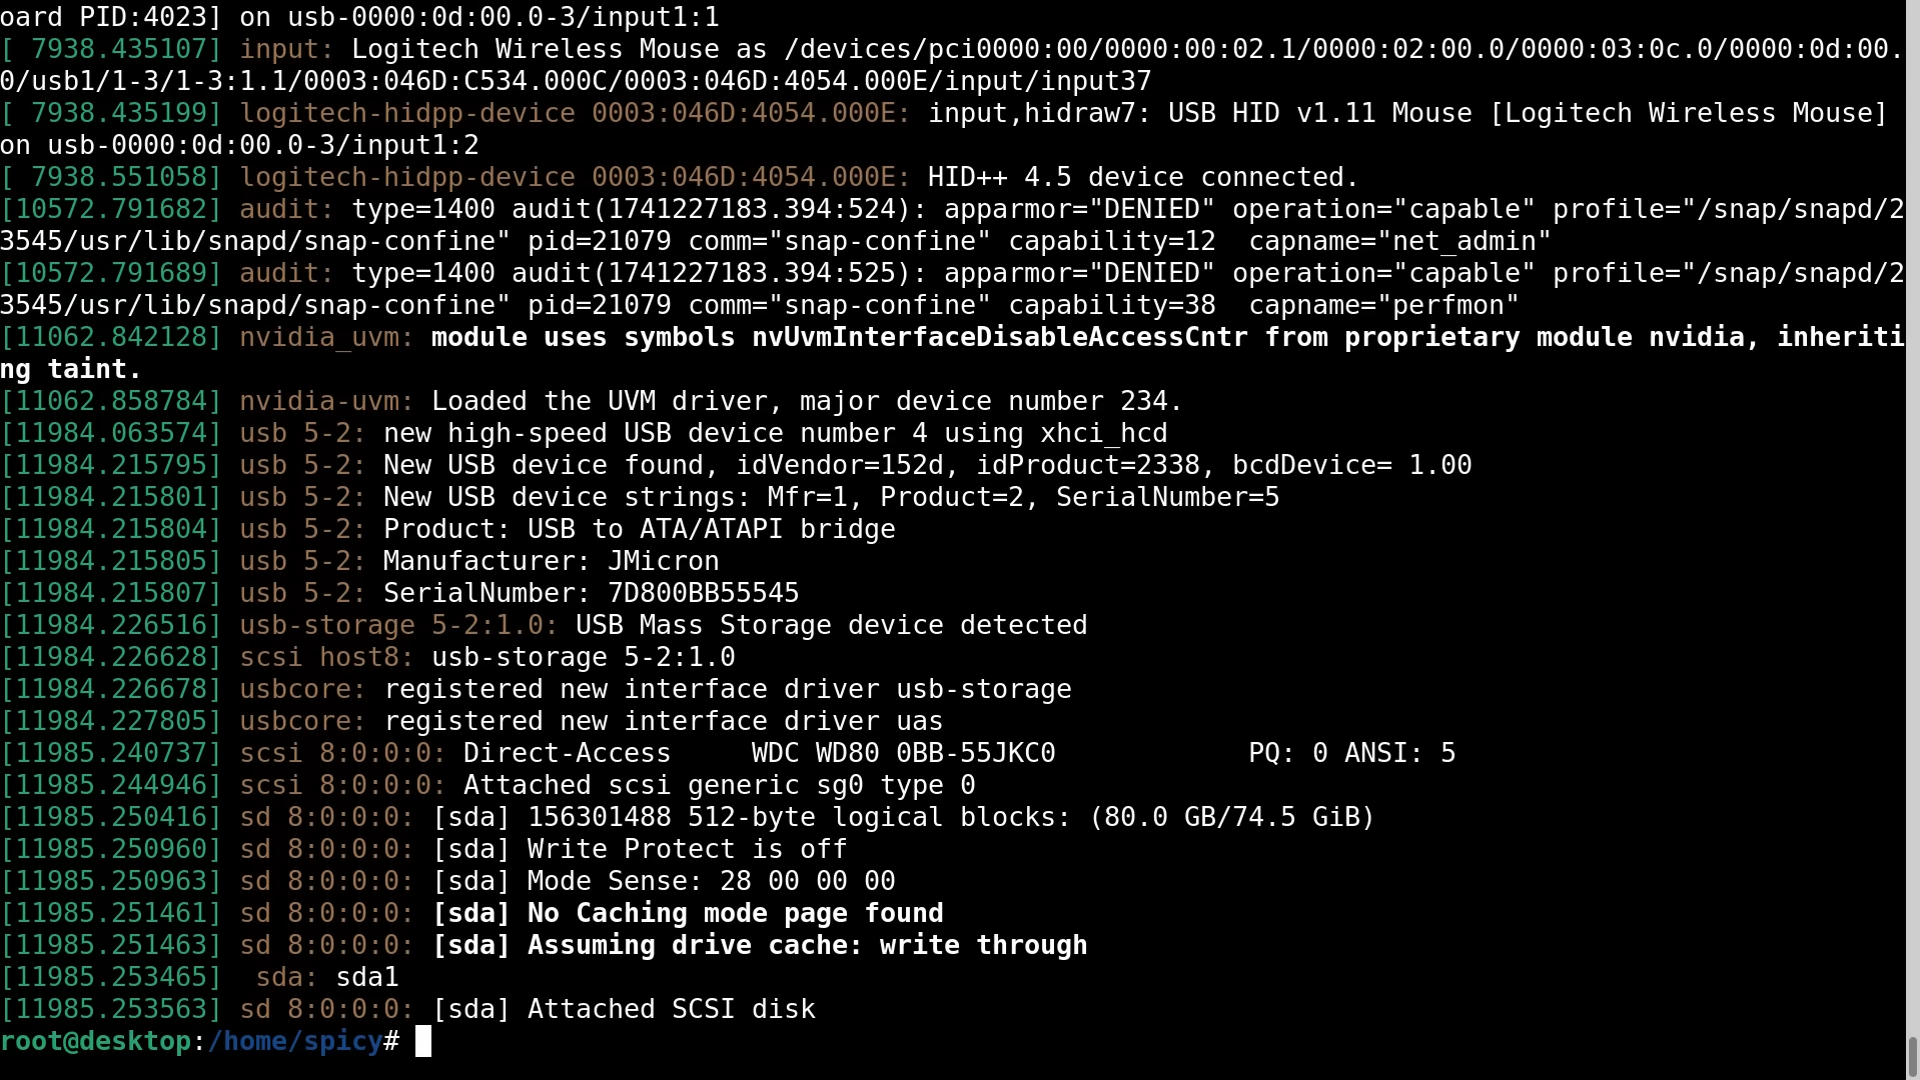 oard PID:4023] on usb-0000:0d:00.0-3/input1:1
[ 7938.435107] input: Logitech Wireless Mouse as /devices/pci0000:00/0000:00:02.1/0000:02:00.0/0000:03:0c.0/0000:0d:00.
0/usb1/1-3/1-3:1.1/0003:046D:C534.000C/0003:046D:4054.000E/input/input37
[ 7938.435199] logitech-hidpp-device 0003:046D:4054.000E: input,hidraw7: USB HID v1.11 Mouse [Logitech Wireless Mouse]
on usb-0000:0d:00.0-3/input1:2
[ 7938.551058] logitech-hidpp-device 0003:046D:4054.000E: HID++ 4.5 device connected.
[10572.791682] audit: type=1400 audit(1741227183.394:524): apparmor="DENIED" operation="capable" profile="/snap/snapd/2
3545/usr/lib/snapd/snap-confine" pid=21079 comm="snap-confine" capability=12  capname="net_admin"
[10572.791689] audit: type=1400 audit(1741227183.394:525): apparmor="DENIED" operation="capable" profile="/snap/snapd/2
3545/usr/lib/snapd/snap-confine" pid=21079 comm="snap-confine" capability=38  capname="perfmon"
[11062.842128] nvidia_uvm: module uses symbols nvUvmInterfaceDisableAccessCntr from proprietary module nvidia, inheriti
ng taint.
[11062.858784] nvidia-uvm: Loaded the UVM driver, major device number 234.
[11984.063574] usb 5-2: new high-speed USB device number 4 using xhci_hcd
[11984.215795] usb 5-2: New USB device found, idVendor=152d, idProduct=2338, bcdDevice= 1.00
[11984.215801] usb 5-2: New USB device strings: Mfr=1, Product=2, SerialNumber=5
[11984.215804] usb 5-2: Product: USB to ATA/ATAPI bridge
[11984.215805] usb 5-2: Manufacturer: JMicron
[11984.215807] usb 5-2: SerialNumber: 7D800BB55545
[11984.226516] usb-storage 5-2:1.0: USB Mass Storage device detected
[11984.226628] scsi host8: usb-storage 5-2:1.0
[11984.226678] usbcore: registered new interface driver usb-storage
[11984.227805] usbcore: registered new interface driver uas
[11985.240737] scsi 8:0:0:0: Direct-Access     WDC WD80 0BB-55JKC0            PQ: 0 ANSI: 5
[11985.244946] scsi 8:0:0:0: Attached scsi generic sg0 type 0
[11985.250416] sd 8:0:0:0: [sda] 156301488 512-byte logical blocks: (80.0 GB/74.5 GiB)
[11985.250960] sd 8:0:0:0: [sda] Write Protect is off
[11985.250963] sd 8:0:0:0: [sda] Mode Sense: 28 00 00 00
[11985.251461] sd 8:0:0:0: [sda] No Caching mode page found
[11985.251463] sd 8:0:0:0: [sda] Assuming drive cache: write through
[11985.253465]  sda: sda1
[11985.253563] sd 8:0:0:0: [sda] Attached SCSI disk
root@desktop:/home/spicy#